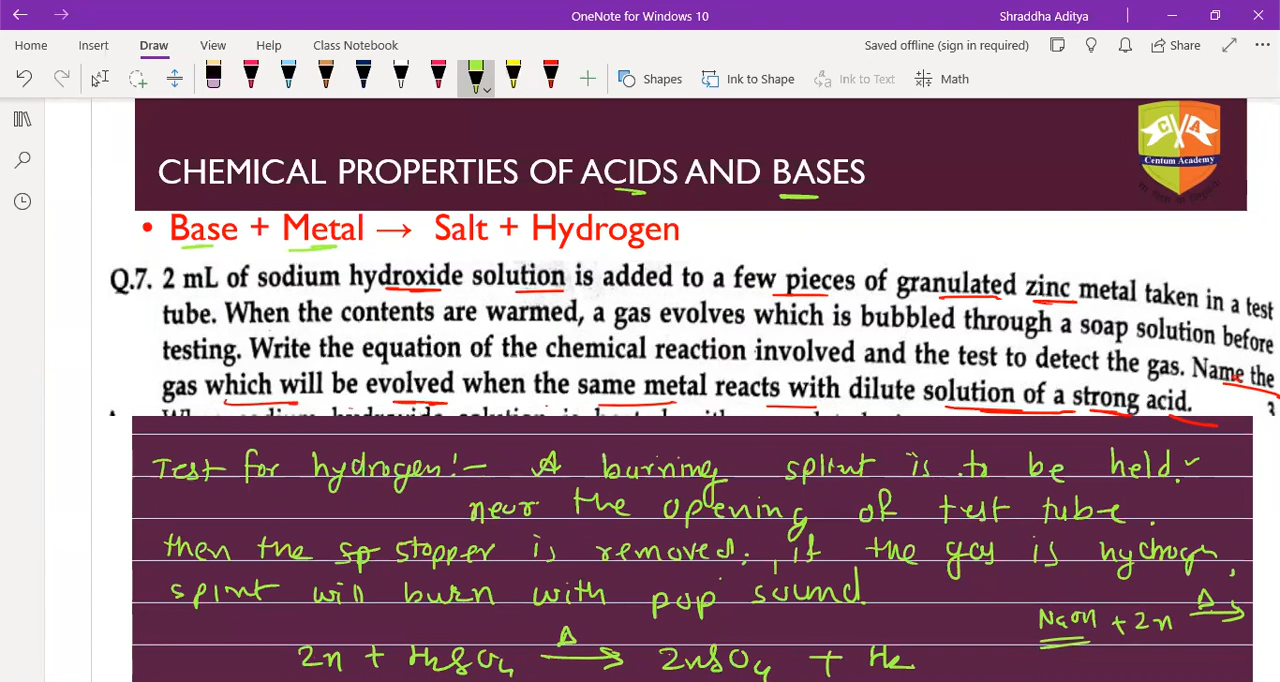 OneNote for Windows 10
Shraddha Aditya
Home Insert Draw View Help Class Notebook
Saved offline (sign in required) Share
Shapes Ink to Shape Ink to Text Math
CHEMICAL PROPERTIES OF ACIDS AND BASES
C A
Centum Academy
• Base + Metal → Salt + Hydrogen
Q.7. 2 mL of sodium hydroxide solution is added to a few pieces of granulated zinc metal taken in a test
tube. When the contents are warmed, a gas evolves which is bubbled through a soap solution before
testing. Write the equation of the chemical reaction involved and the test to detect the gas. Name the
gas which will be evolved when the same metal reacts with dilute solution of a strong acid.
3
Test for hydrogen:- A burning splint is to be held
near the opening of test tube.
then the sp stopper is removed. if the gas is hydrogn,
splint will burn with pop sound
NaOH + Zn Δ→
Zn + H2SO4 Δ→ ZnSO4 + H2